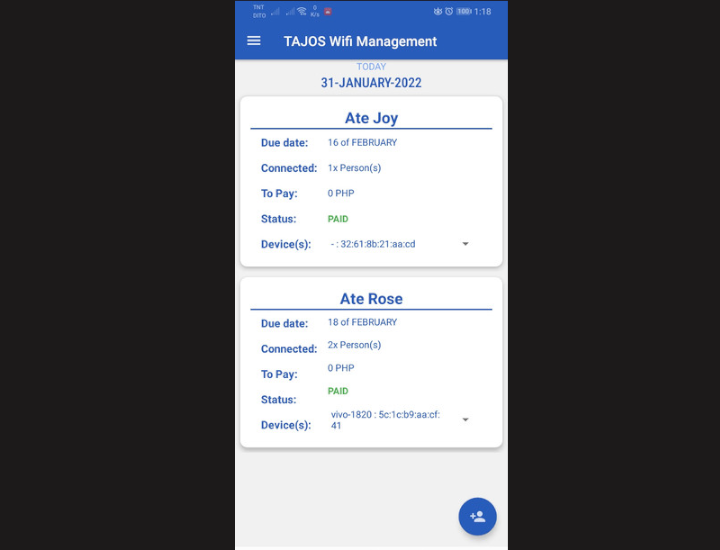 TNT
DITO
0
K/s
100
1:18
TAJOS Wifi Management
TODAY
31-JANUARY-2022
Ate Joy
Due date: 16 of FEBRUARY
Connected: 1x Person(s)
To Pay: 0 PHP
Status: PAID
Device(s): - : 32:61:8b:21:aa:cd
Ate Rose
Due date: 18 of FEBRUARY
Connected: 2x Person(s)
To Pay: 0 PHP
Status: PAID
Device(s): vivo-1820 : 5c:1c:b9:aa:cf:
41